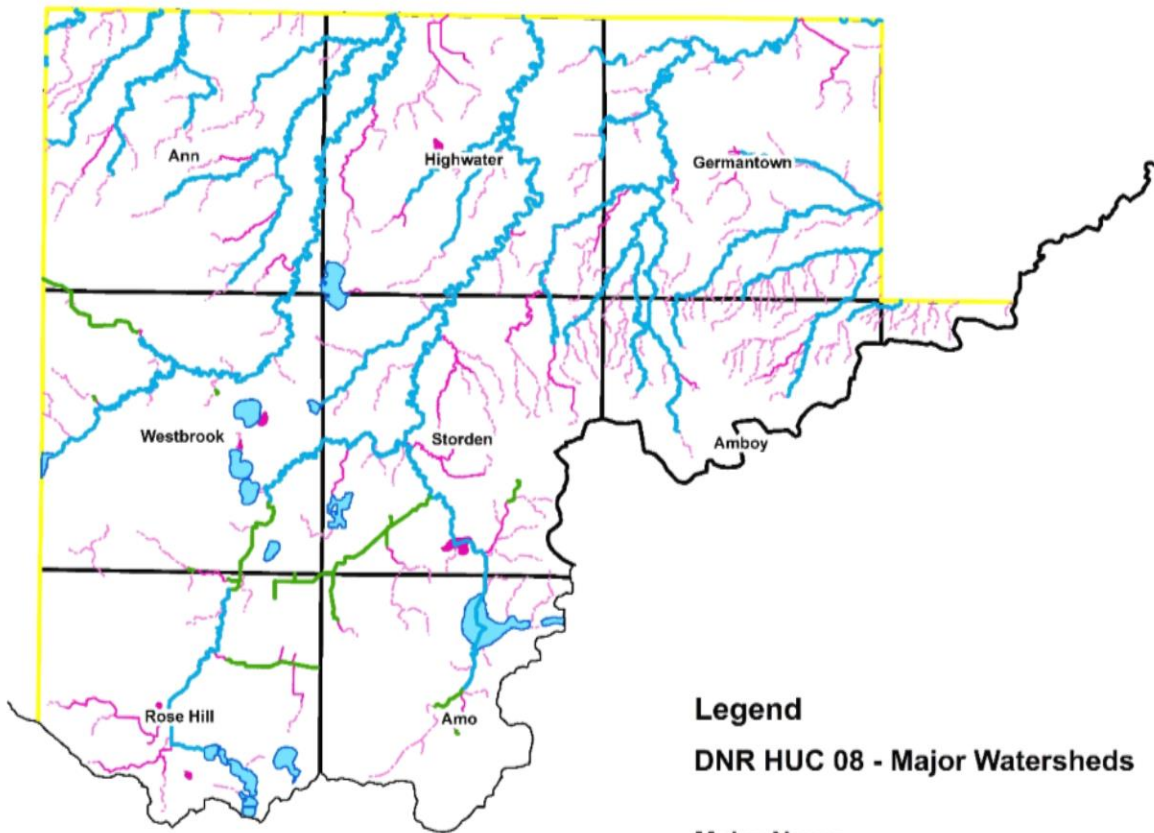 Ann
Highwater
Germantown
Westbrook
Storden
Amboy
Rose Hill
Amo
Legend
DNR HUC 08 - Major Watersheds